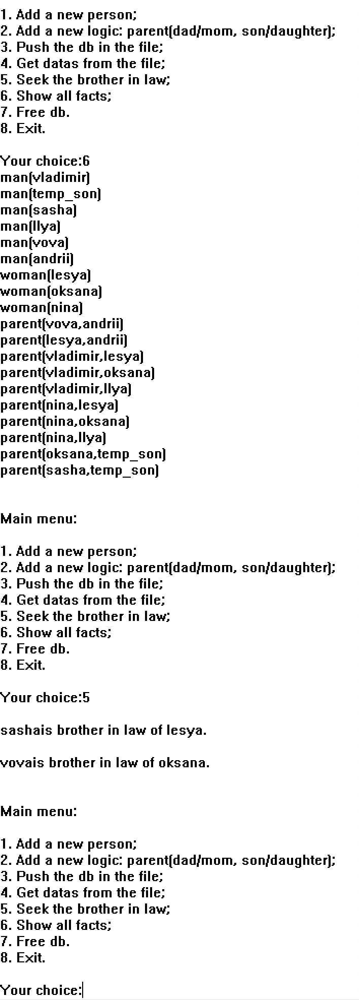 1. Add a new person;
2. Add a new logic: parent(dad/mom, son/daughter);
3. Push the db in the file;
4. Get datas from the file;
5. Seek the brother in law;
6. Show all facts;
7. Free db.
8. Exit.
Your choice:6
man(vladimir)
man(temp_son)
man(sasha)
man(llya)
man(vova)
man(andrii)
woman(lesya)
woman(oksana)
woman(nina)
parent(vova,andrii)
parent(lesya,andrii)
parent(vladimir,lesya)
parent(vladimir,oksana)
parent(vladimir,llya)
parent(nina,lesya)
parent(nina,oksana)
parent(nina,llya)
parent(oksana,temp_son)
parent(sasha,temp_son)
Main menu:
1. Add a new person;
2. Add a new logic: parent(dad/mom, son/daughter);
3. Push the db in the file;
4. Get datas from the file;
5. Seek the brother in law;
6. Show all facts;
7. Free db.
8. Exit.
Your choice:5
sashais brother in law of lesya.
vovais brother in law of oksana.
Main menu:
1. Add a new person;
2. Add a new logic: parent(dad/mom, son/daughter);
3. Push the db in the file;
4. Get datas from the file;
5. Seek the brother in law;
6. Show all facts;
7. Free db.
8. Exit.
Your choice: